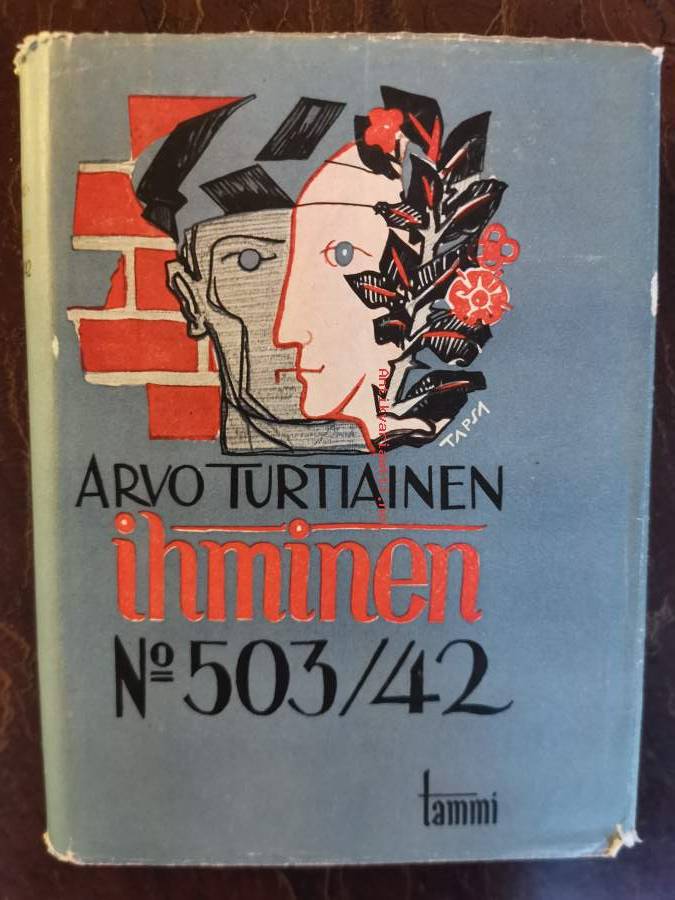 TAPSA
ARVO TURTIAINEN
ihminen
Nº 503/42
tammi